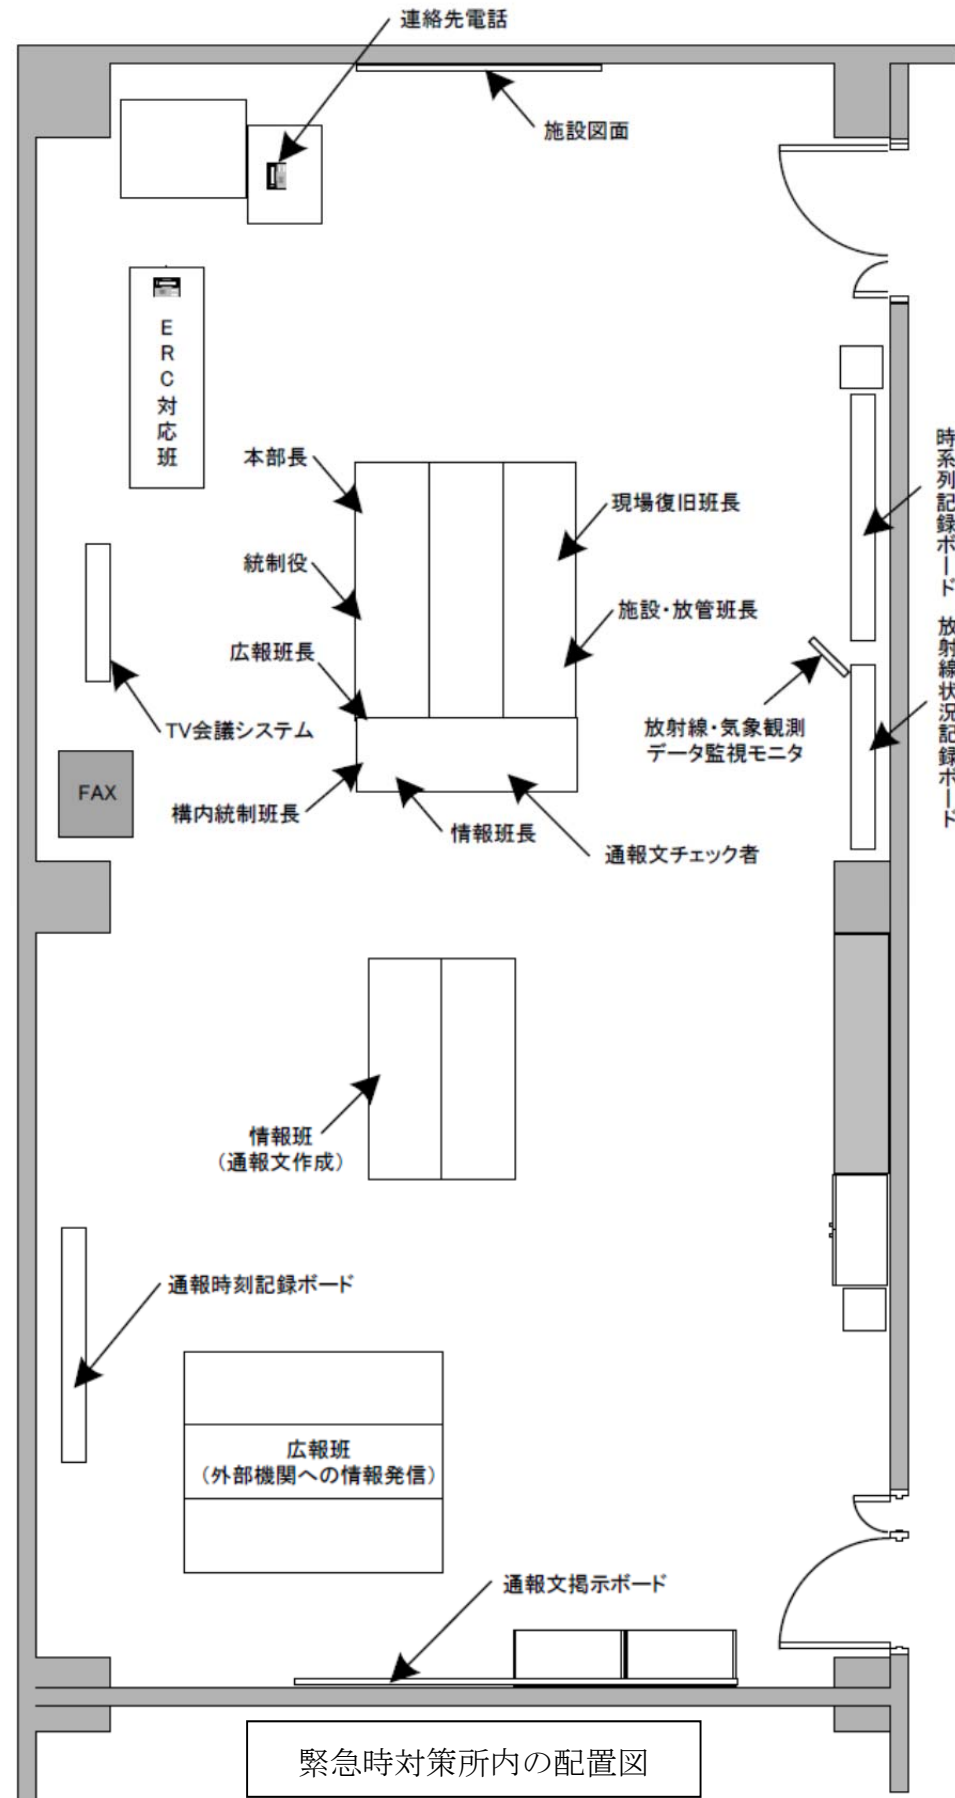 連絡先電話
施設図面
ERC対応班
本部長
現場復旧班長
時系列記録ボード
統制役
施設・放管班長
広報班長
放射線状況記録ボード
TV会議システム
放射線・気象観測
データ監視モニタ
FAX
構内統制班長
情報班長
通報文チェック者
情報班
（通報文作成）
通報時刻記録ボード
広報班
（外部機関への情報発信）
通報文掲示ボード
緊急時対策所内の配置図